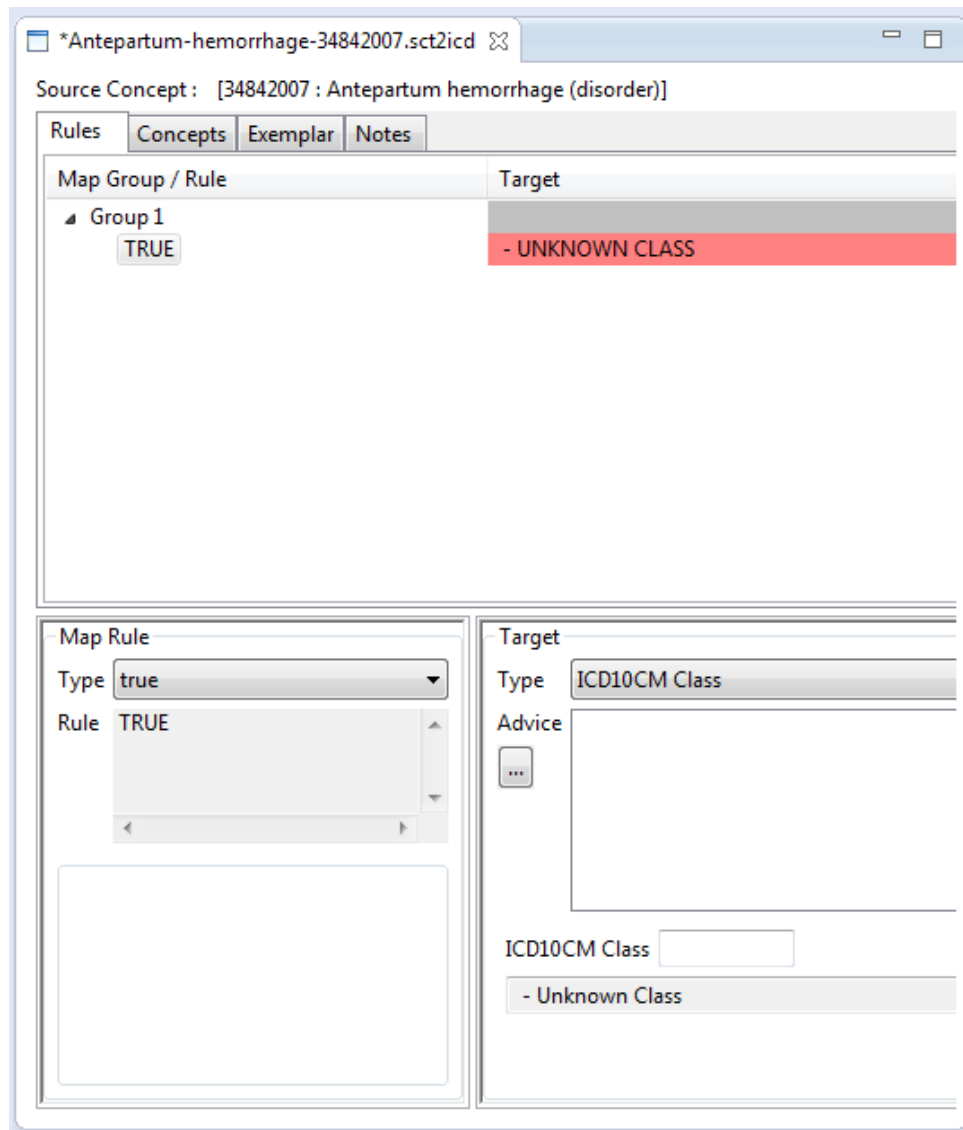 *Antepartum-hemorrhage-34842007.sct2icd
Source Concept : [34842007 : Antepartum hemorrhage (disorder)]
Rules Concepts Exemplar Notes
Map Group / Rule Target
Group 1
TRUE - UNKNOWN CLASS
Map Rule
Type true
Rule TRUE
Target
Type ICD10CM Class
Advice
...
ICD10CM Class
- Unknown Class